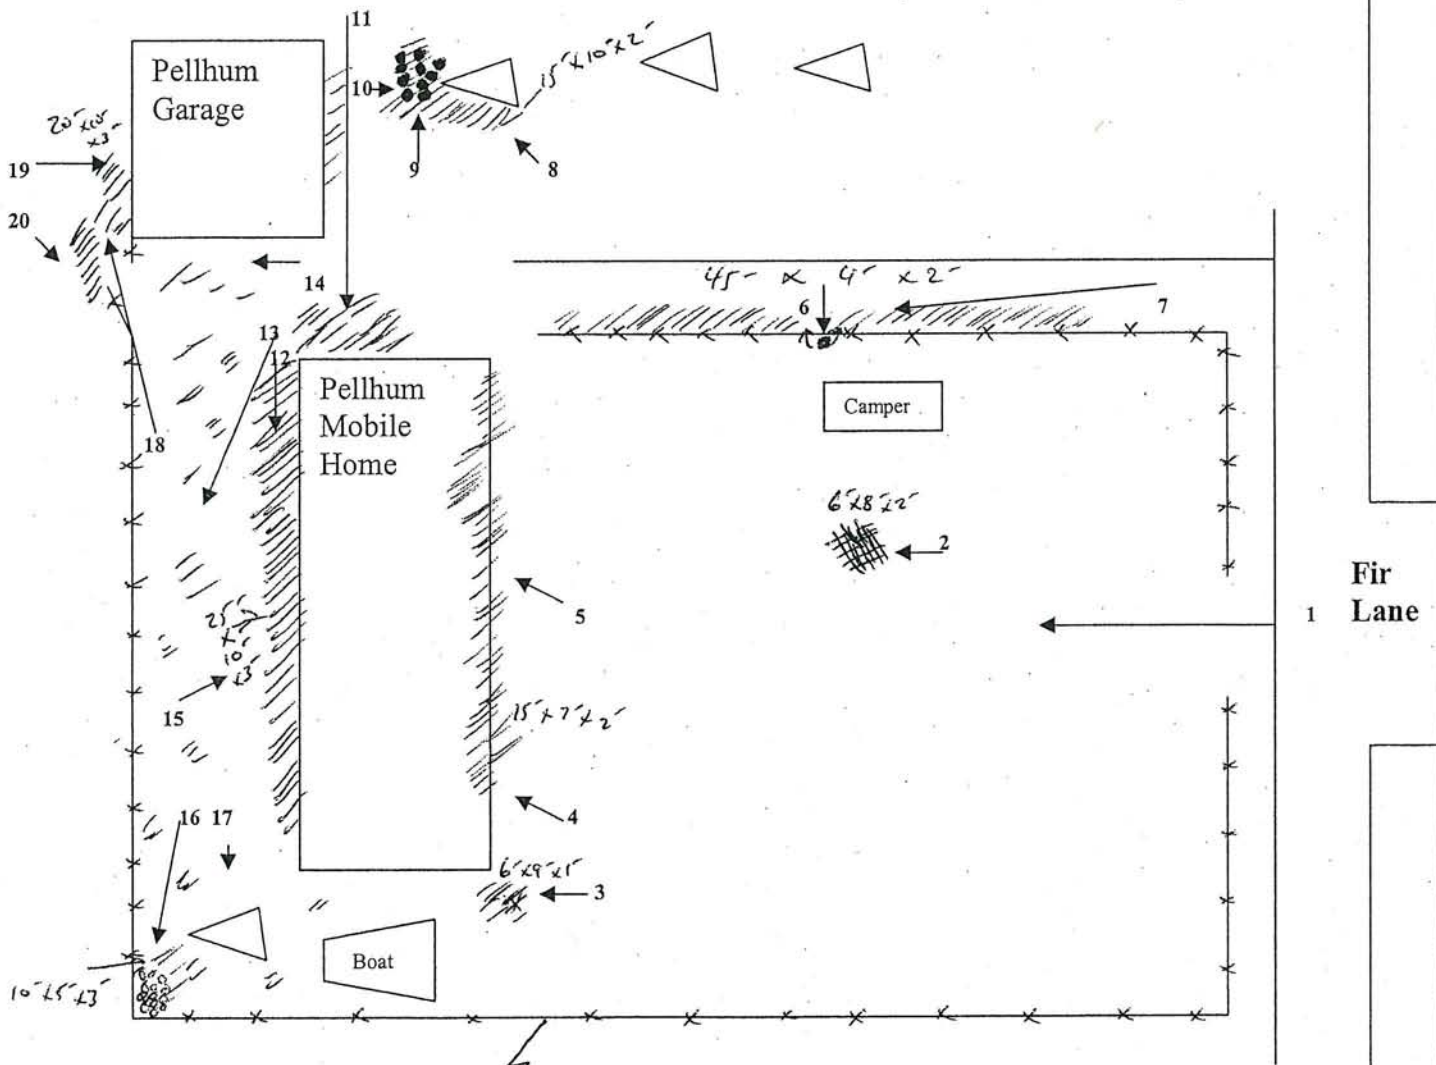 11
Pellhum
Garage
10
15' x 10' x 2'
20' x 10'
x 3'
9
8
19
20
14
45' x 4' x 2'
6
7
13
12
Pellhum
Mobile
Home
Camper
18
6' x 8' x 2'
2
Fir
Lane
5
1
25'
x
10'
x 3'
15
15' x 7' x 2'
4
16 17
6' x 9' x 1'
3
Boat
10' x 5' x 3'